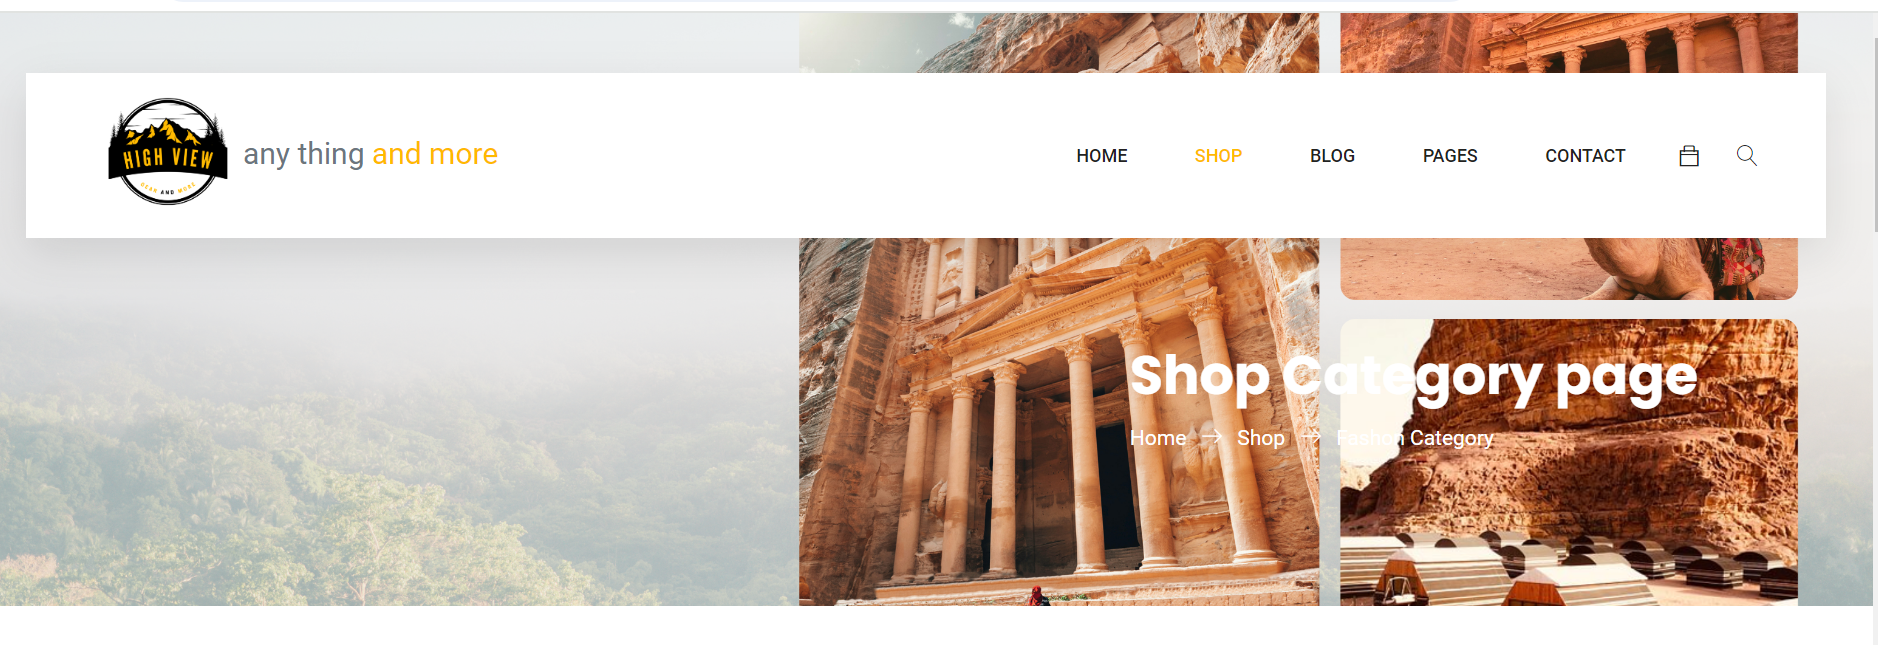 HIGH VIEW
GEAR AND MORE
any thing and more
HOME
SHOP
BLOG
PAGES
CONTACT
Shop Category page
Home → Shop → Fashon Category